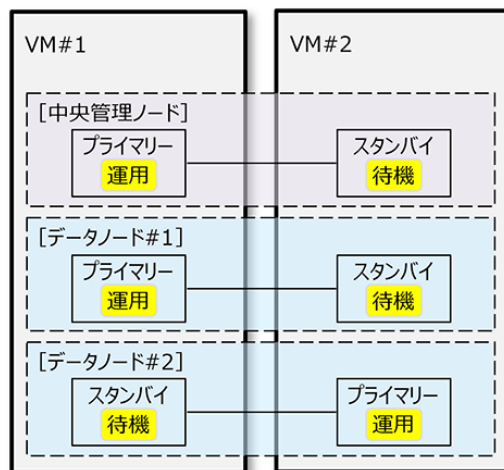 VM#1
VM#2
[中央管理ノード]
プライマリー
運用
スタンバイ
待機
[データノード#1]
プライマリー
運用
スタンバイ
待機
[データノード#2]
スタンバイ
待機
プライマリー
運用